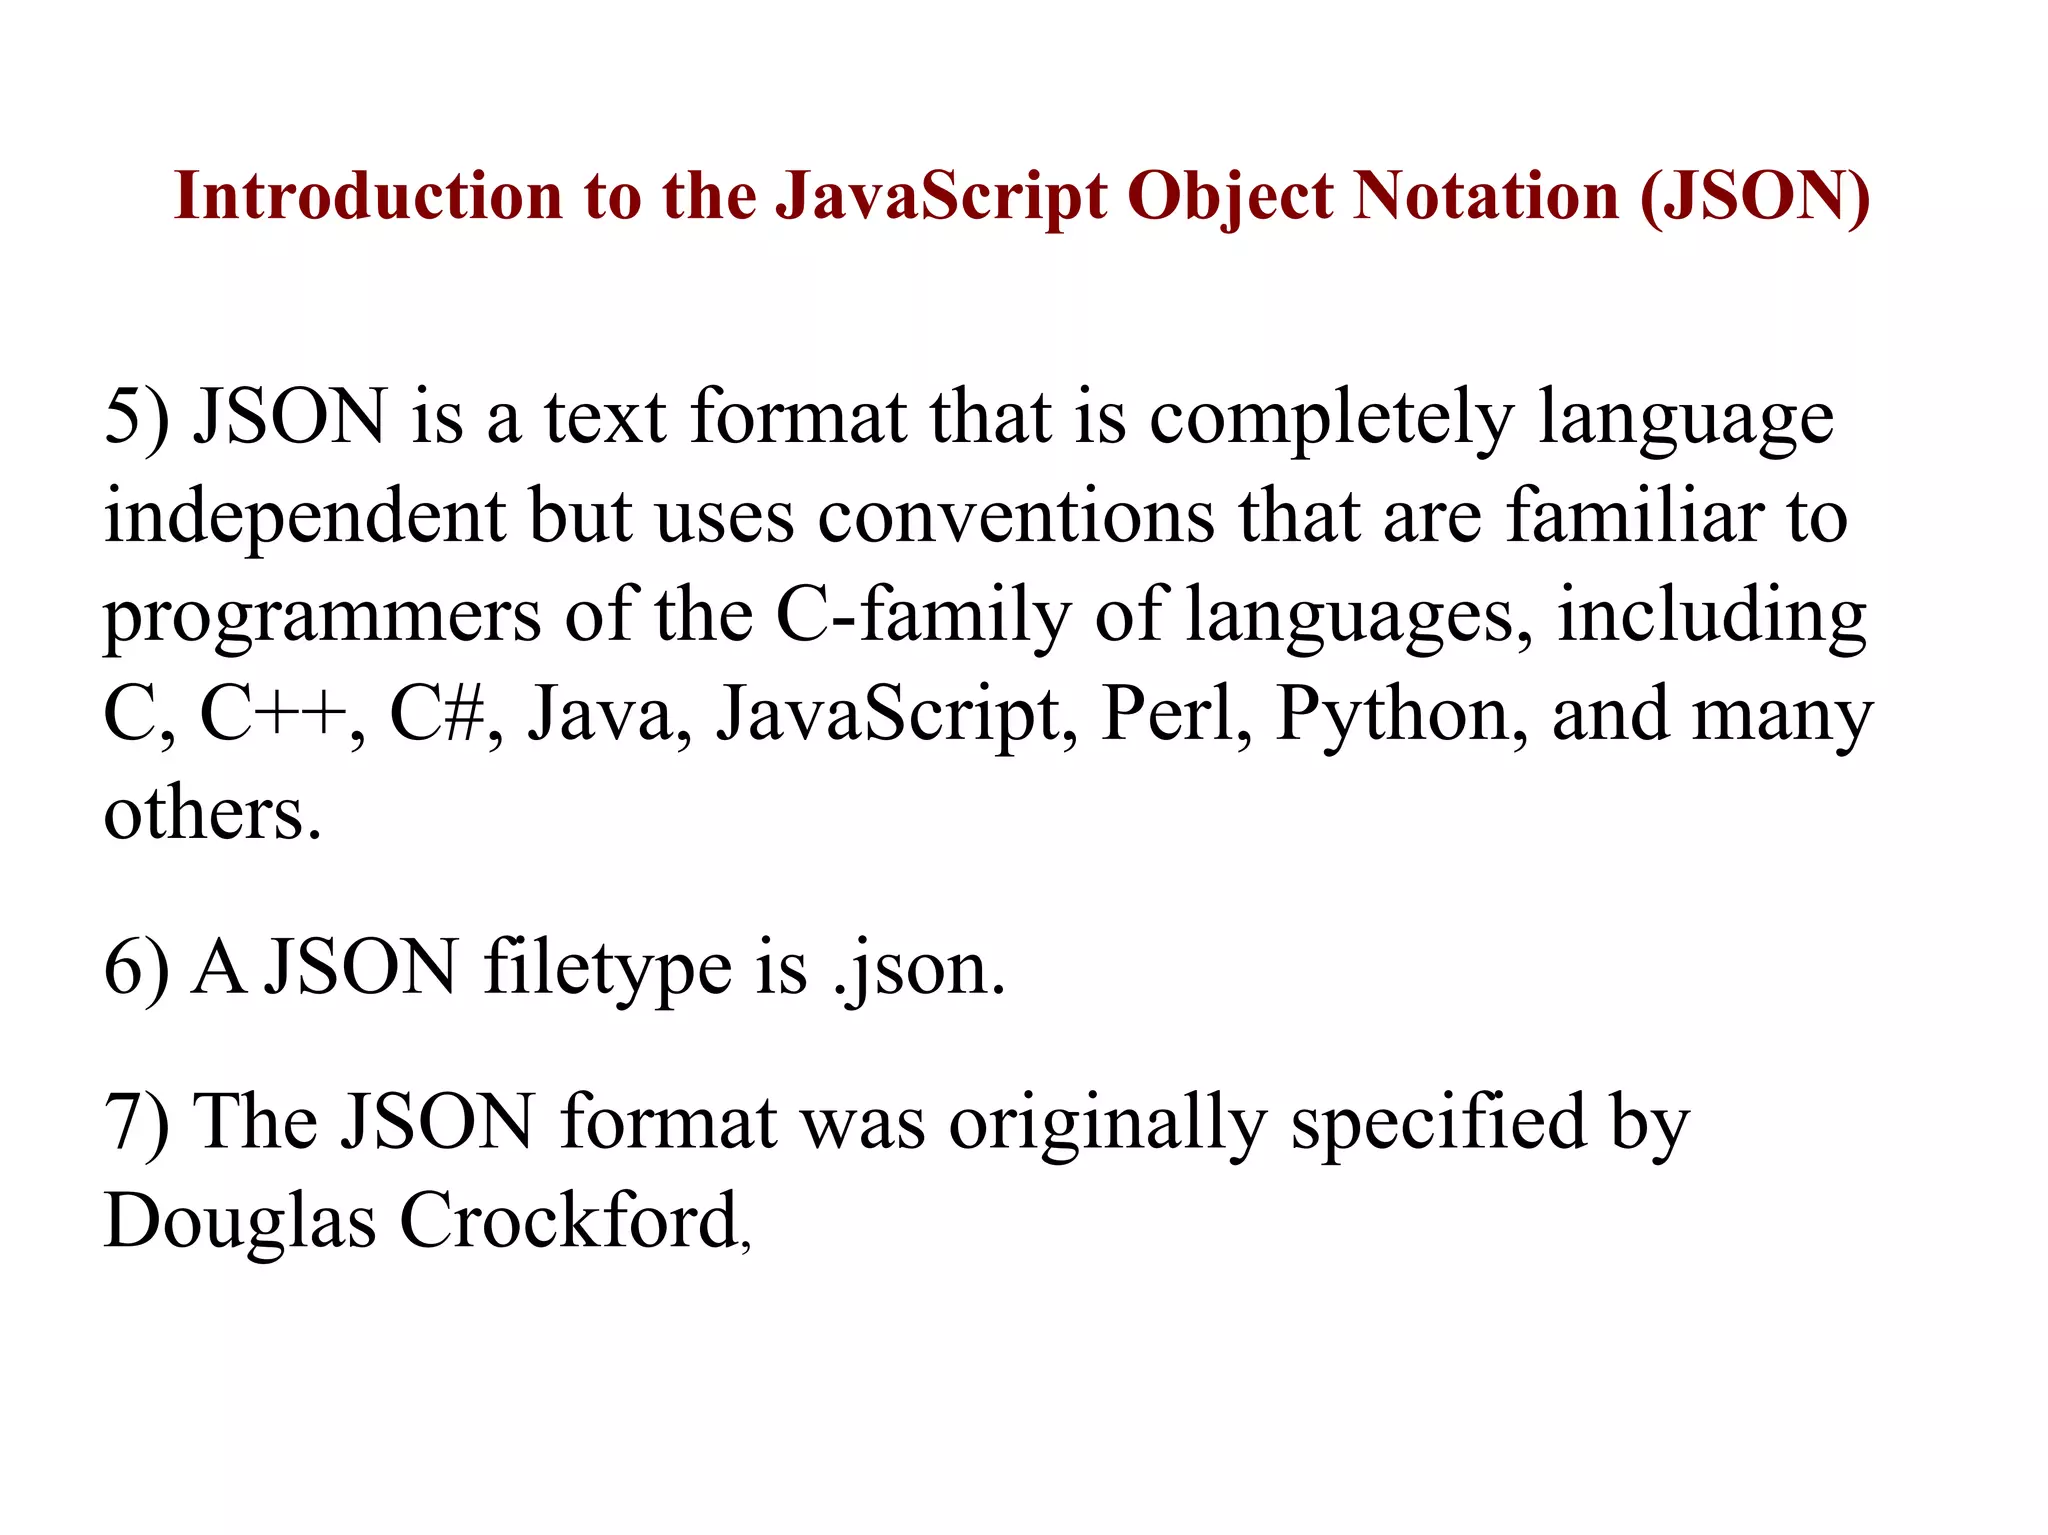 Introduction to the JavaScript Object Notation (JSON)
5) JSON is a text format that is completely language
independent but uses conventions that are familiar to
programmers of the C-family of languages, including
C, C++, C#, Java, JavaScript, Perl, Python, and many
others.
6) A JSON filetype is .json.
7) The JSON format was originally specified by
Douglas Crockford,